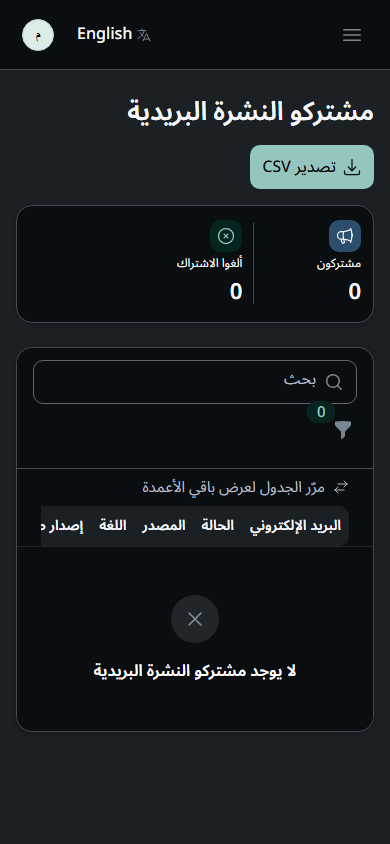 م
English
مشتركو النشرة البريدية
تصدير CSV
مشتركون
0
ألغوا الاشتراك
0
بحث
0
مرّر الجدول لعرض باقي الأعمدة
البريد الإلكتروني الحالة المصدر اللغة إصدار
لا يوجد مشتركو النشرة البريدية